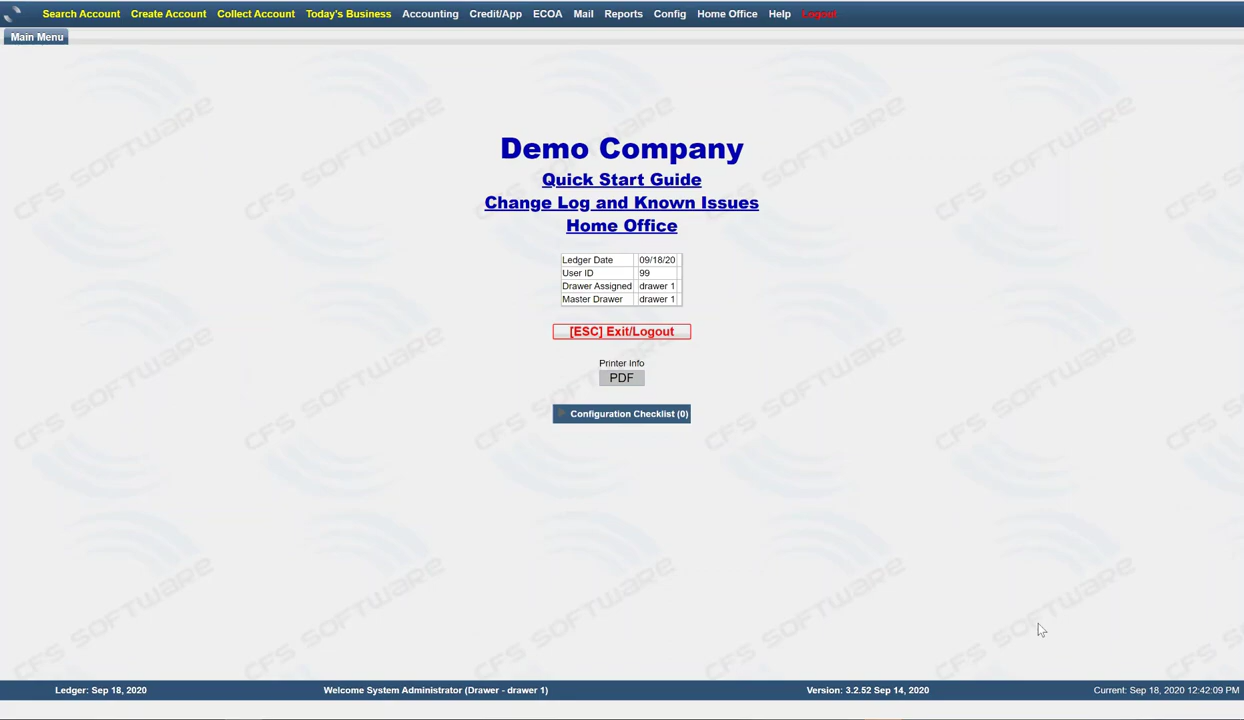 Search Account Create Account Collect Account Today's Business Accounting Credit/App ECOA Mail Reports Config Home Office Help Logout
Main Menu
Demo Company
Quick Start Guide
Change Log and Known Issues
Home Office
Ledger Date 09/18/20
User ID 99
Drawer Assigned drawer 1
Master Drawer drawer 1
[ESC] Exit/Logout
Printer Info
PDF
Configuration Checklist (0)
CFS SOFTWARE
Ledger: Sep 18, 2020 Welcome System Administrator (Drawer - drawer 1) Version: 3.2.52 Sep 14, 2020 Current: Sep 18, 2020 12:42:09 PM